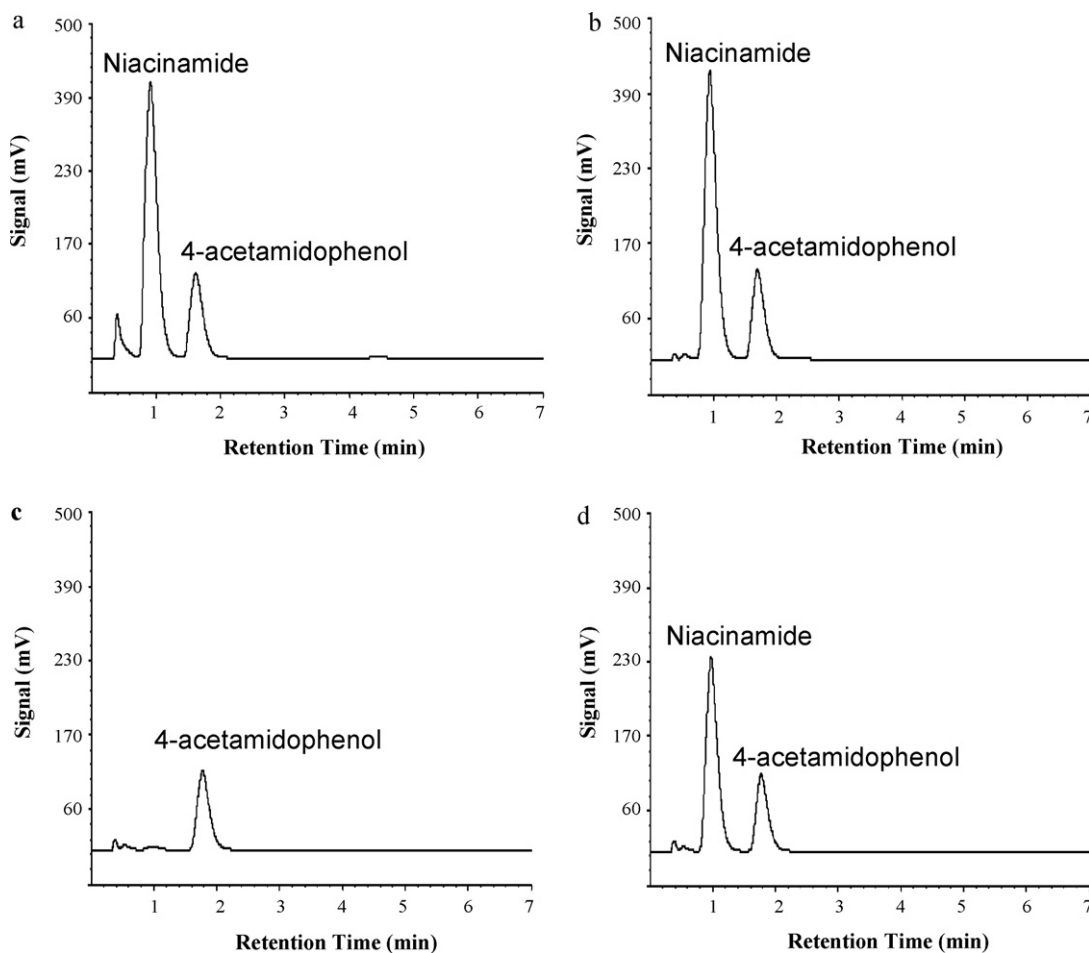 a
500
Niacinamide
390
230
4-acetamidophenol
170
60
Signal (mV)
1 2 3 4 5 6 7
Retention Time (min)
b
500
Niacinamide
390
230
4-acetamidophenol
170
60
Signal (mV)
1 2 3 4 5 6 7
Retention Time (min)
c
500
390
230
4-acetamidophenol
170
60
Signal (mV)
1 2 3 4 5 6 7
Retention Time (min)
d
500
390
Niacinamide
230
4-acetamidophenol
170
60
Signal (mV)
1 2 3 4 5 6 7
Retention Time (min)